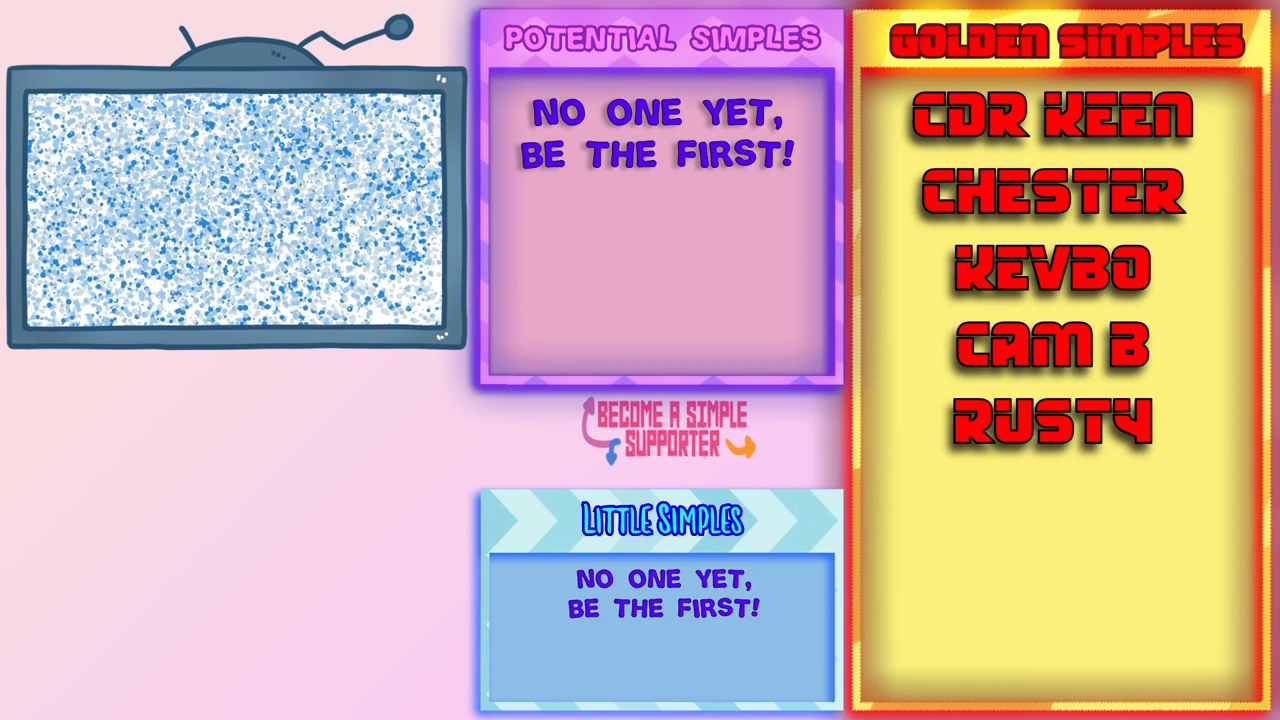 POTENTIAL SIMPLES
NO ONE YET,
BE THE FIRST!
BECOME A SIMPLE
SUPPORTER
LITTLE SIMPLES
NO ONE YET,
BE THE FIRST!
GOLDEN SIMPLES
CDR KEEN
CHESTER
KEVBO
CAM B
RUSTY